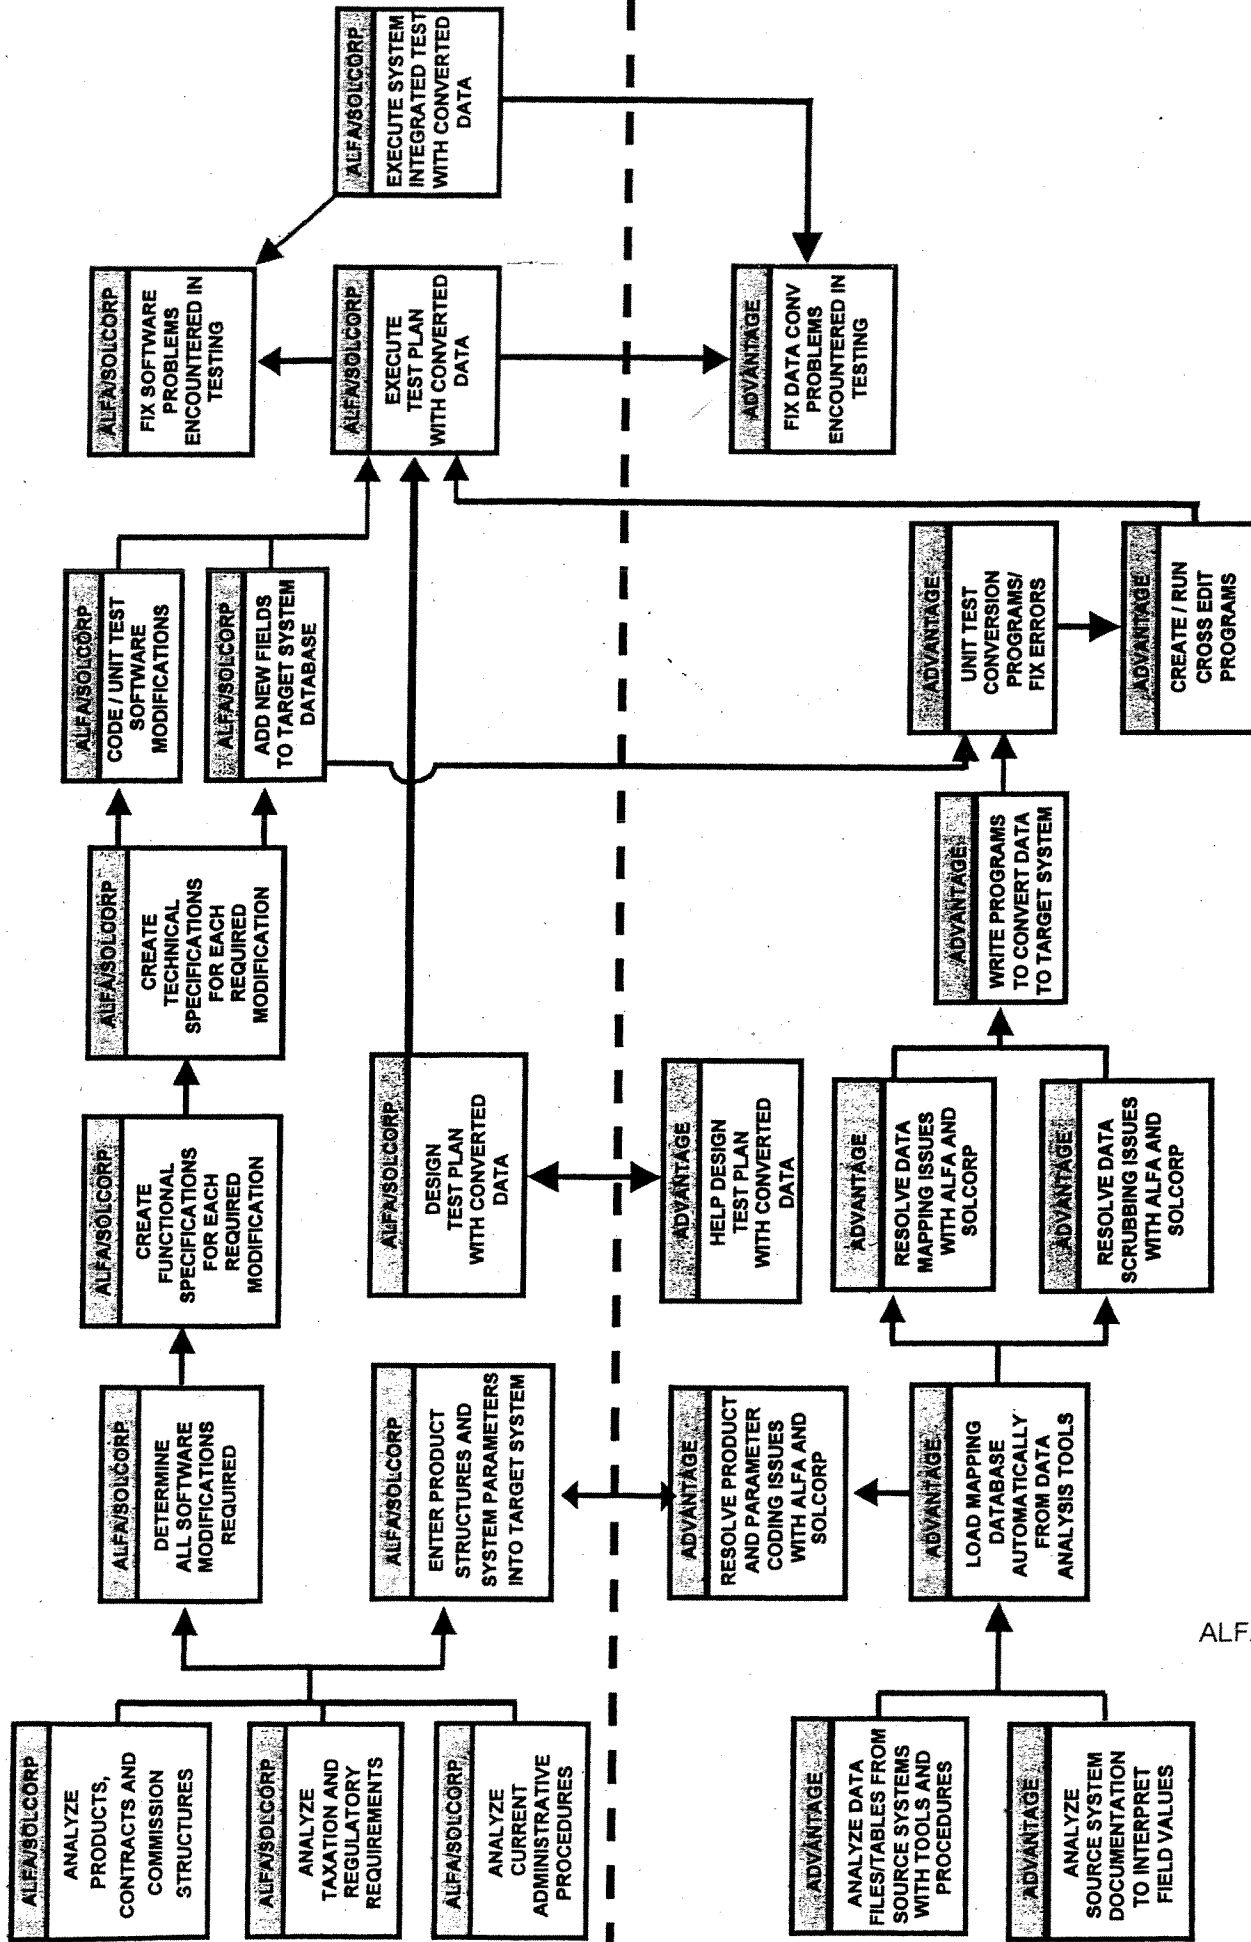 ALFA/SOLCORP
ANALYZE
PRODUCTS,
CONTRACTS AND
COMMISSION
STRUCTURES
ALFA/SOLCORP
ANALYZE
TAXATION AND
REGULATORY
REQUIREMENTS
ALFA/SOLCORP
ANALYZE
CURRENT
ADMINISTRATIVE
PROCEDURES
ALFA/SOLCORP
DETERMINE
ALL SOFTWARE
MODIFICATIONS
REQUIRED
ALFA/SOLCORP
ENTER PRODUCT
STRUCTURES AND
SYSTEM PARAMETERS
INTO TARGET SYSTEM
ALFA/SOLCORP
CREATE
FUNCTIONAL
SPECIFICATIONS
FOR EACH
REQUIRED
MODIFICATION
ALFA/SOLCORP
DESIGN
TEST PLAN
WITH CONVERTED
DATA
ALFA/SOLCORP
CREATE
TECHNICAL
SPECIFICATIONS
FOR EACH
REQUIRED
MODIFICATION
ALFA/SOLCORP
CODE / UNIT TEST
SOFTWARE
MODIFICATIONS
ALFA/SOLCORP
ADD NEW FIELDS
TO TARGET SYSTEM
DATABASE
ALFA/SOLCORP
FIX SOFTWARE
PROBLEMS
ENCOUNTERED IN
TESTING
ALFA/SOLCORP
EXECUTE
TEST PLAN
WITH CONVERTED
DATA
ALFA/SOLCORP
EXECUTE SYSTEM
INTEGRATED TEST
WITH CONVERTED
DATA
ADVANTAGE
ANALYZE DATA
FILES/TABLES FROM
SOURCE SYSTEMS
WITH TOOLS AND
PROCEDURES
ADVANTAGE
ANALYZE
SOURCE SYSTEM
DOCUMENTATION
TO INTERPRET
FIELD VALUES
ADVANTAGE
RESOLVE PRODUCT
AND PARAMETER
CODING ISSUES
WITH ALFA AND
SOLCORP
ADVANTAGE
LOAD MAPPING
DATABASE
AUTOMATICALLY
FROM DATA
ANALYSIS TOOLS
ADVANTAGE
HELP DESIGN
TEST PLAN
WITH CONVERTED
DATA
ADVANTAGE
RESOLVE DATA
MAPPING ISSUES
WITH ALFA AND
SOLCORP
ADVANTAGE
RESOLVE DATA
SCRUBBING ISSUES
WITH ALFA AND
SOLCORP
ADVANTAGE
WRITE PROGRAMS
TO CONVERT DATA
TO TARGET SYSTEM
ADVANTAGE
UNIT TEST
CONVERSION
PROGRAMS/
FIX ERRORS
ADVANTAGE
CREATE / RUN
CROSS EDIT
PROGRAMS
ADVANTAGE
FIX DATA CONV
PROBLEMS
ENCOUNTERED IN
TESTING